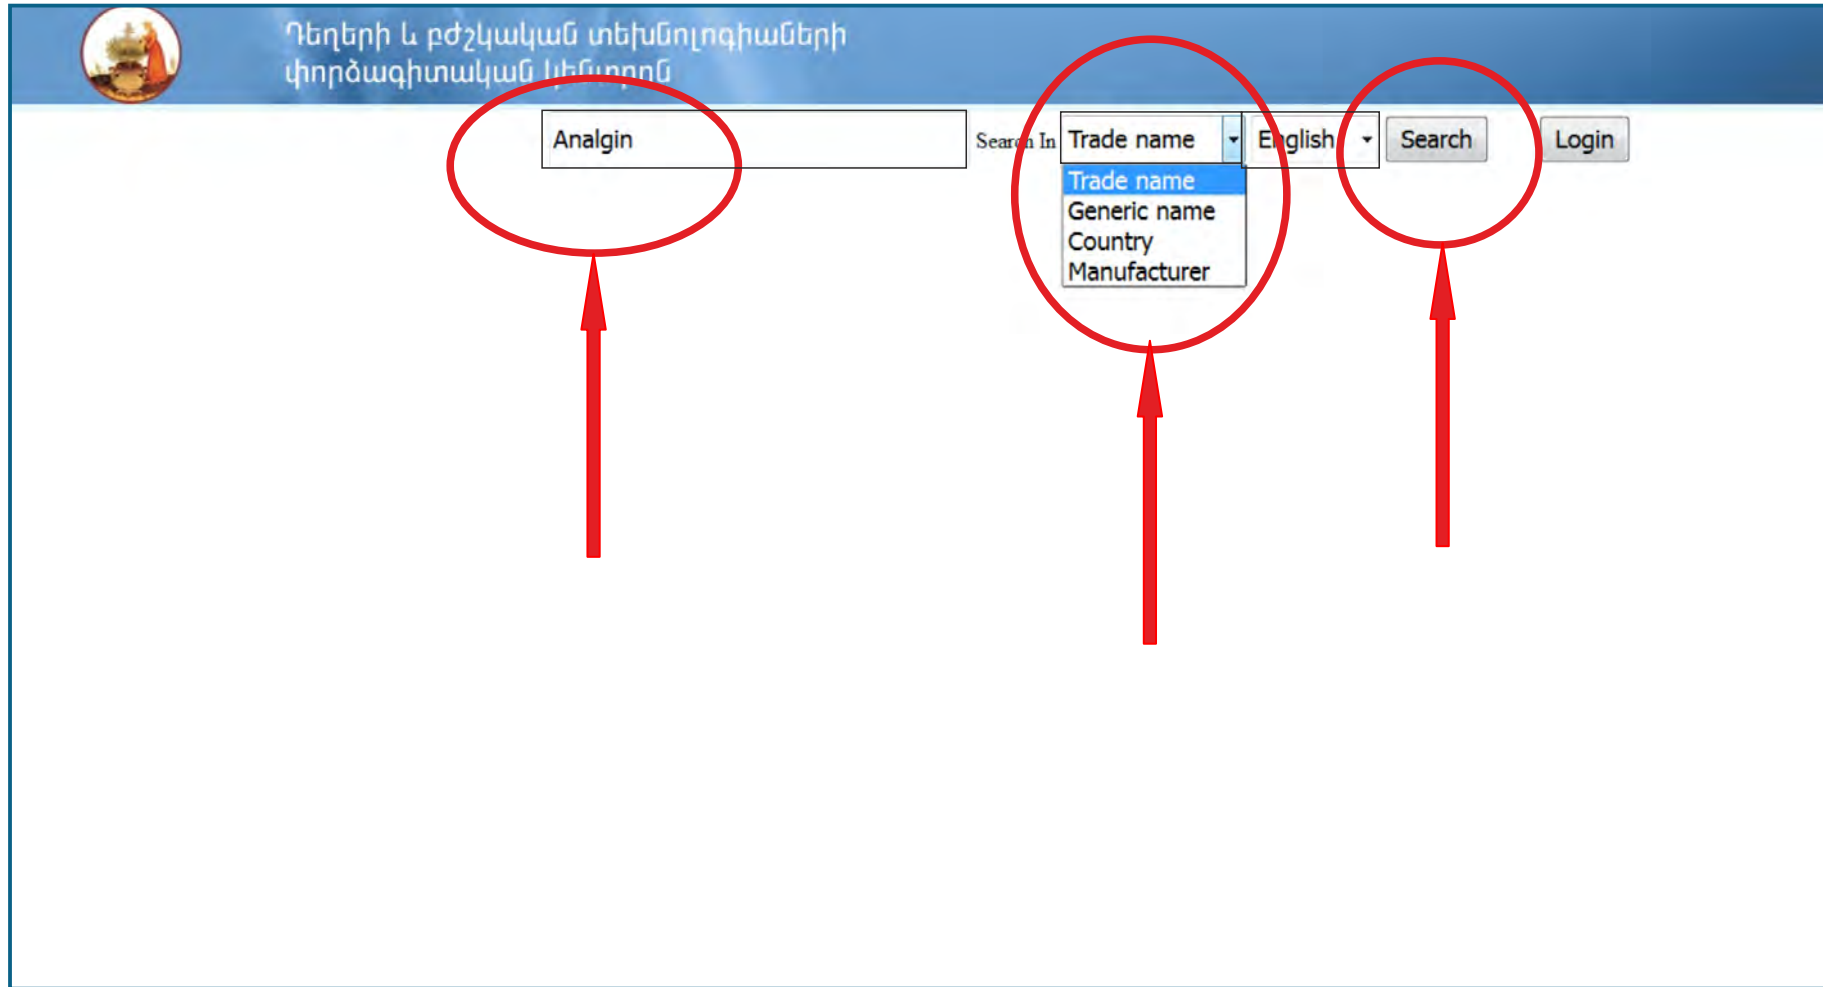 Դեղերի և բժշկական տեխնոլոգիաների
փորձագիտական կենտրոն
Analgin Search In Trade name English Search Login
Trade name
Generic name
Country
Manufacturer